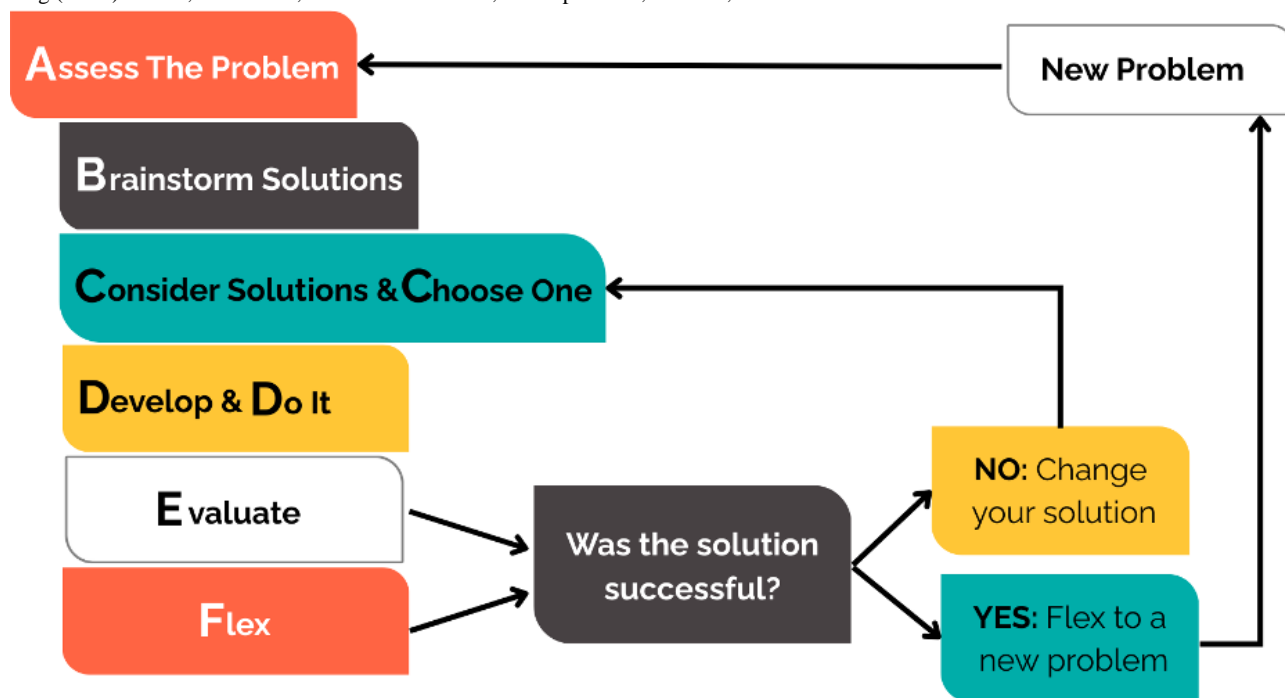 Assess The Problem
New Problem
Brainstorm Solutions
Consider Solutions & Choose One
Develop & Do It
Evaluate
Flex
Was the solution
successful?
NO: Change
your solution
YES: Flex to a
new problem